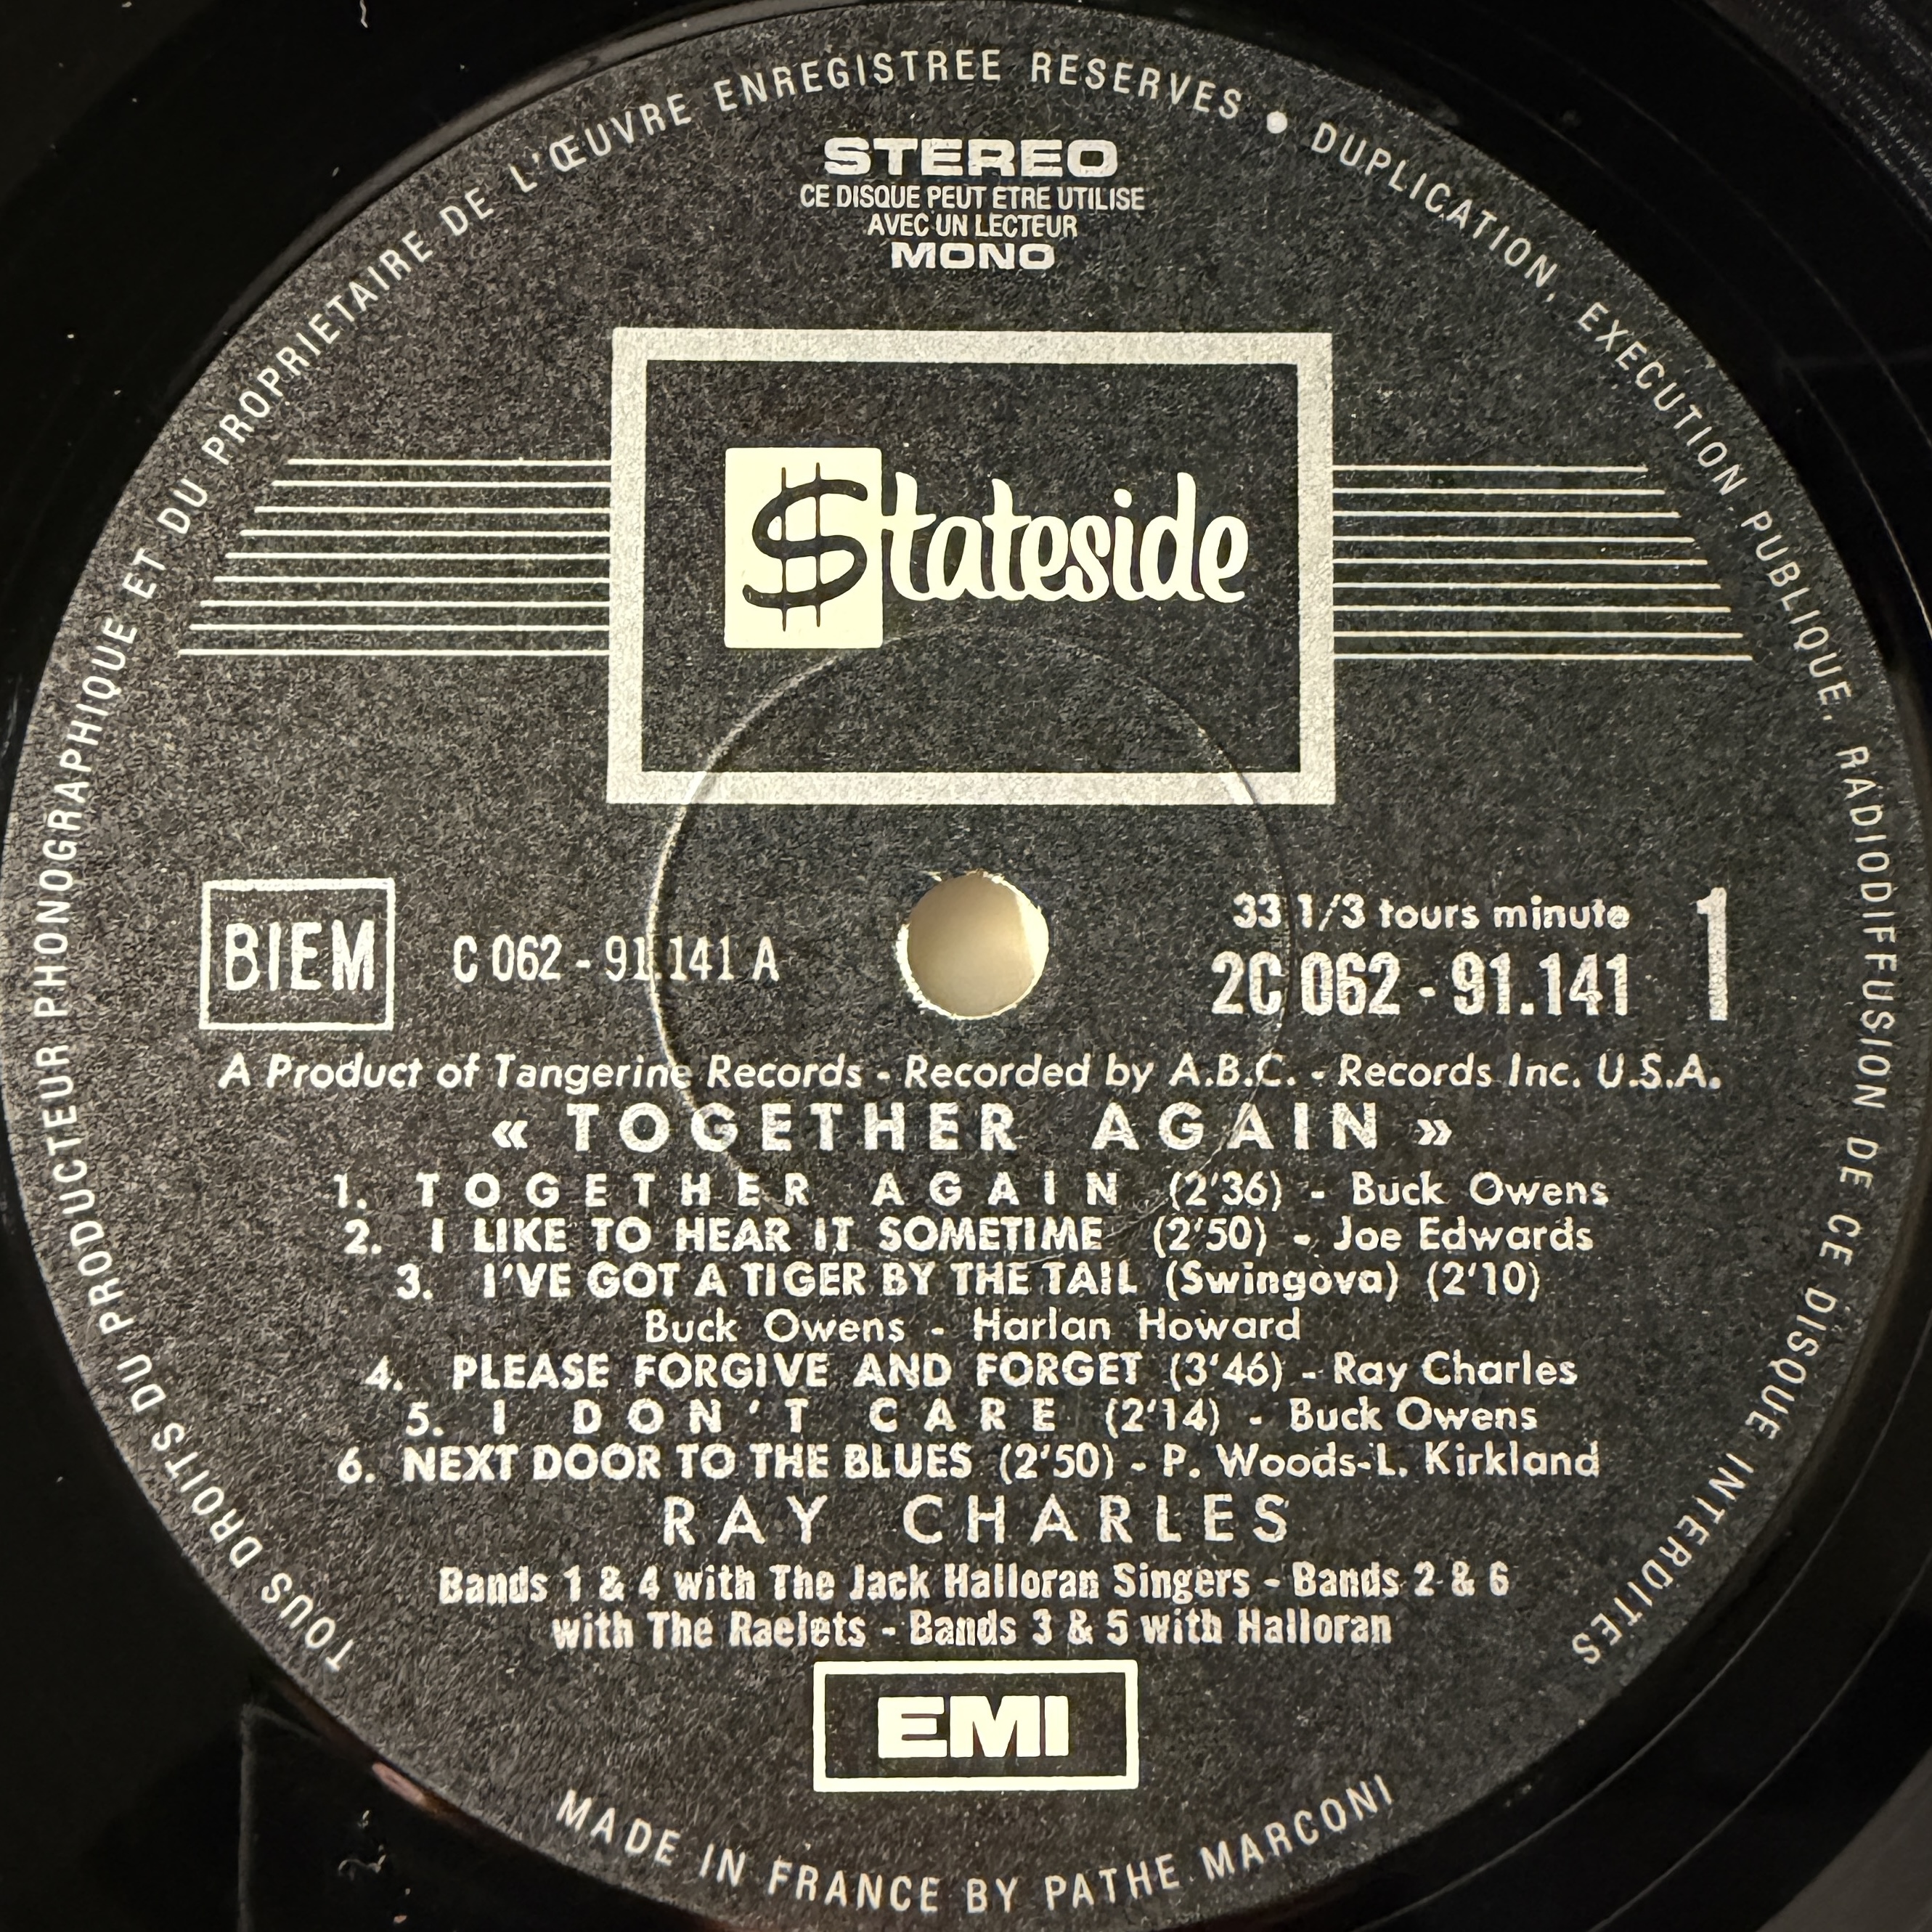 TOUS DROITS DU PRODUCTEUR PHONOGRAPHIQUE ET DU PROPRIETAIRE DE L'ŒUVRE ENREGISTREE RESERVES • DUPLICATION, EXECUTION PUBLIQUE, RADIODIFFUSION DE CE DISQUE INTERDITES
STEREO
CE DISQUE PEUT ETRE UTILISE
AVEC UN LECTEUR
MONO
$tateside
BIEM
C 062 - 91.141 A
33 1/3 tours minute
2C 062 - 91.141
1
A Product of Tangerine Records - Recorded by A.B.C. - Records Inc. U.S.A.
« TOGETHER AGAIN »
1. TOGETHER AGAIN (2'36) - Buck Owens
2. I LIKE TO HEAR IT SOMETIME (2'50) - Joe Edwards
3. I'VE GOT A TIGER BY THE TAIL (Swingova) (2'10)
Buck Owens - Harlan Howard
4. PLEASE FORGIVE AND FORGET (3'46) - Ray Charles
5. I DON'T CARE (2'14) - Buck Owens
6. NEXT DOOR TO THE BLUES (2'50) - P. Woods-L. Kirkland
RAY CHARLES
Bands 1 & 4 with The Jack Halloran Singers - Bands 2 & 6
with The Raelets - Bands 3 & 5 with Halloran
EMI
MADE IN FRANCE BY PATHE MARCONI